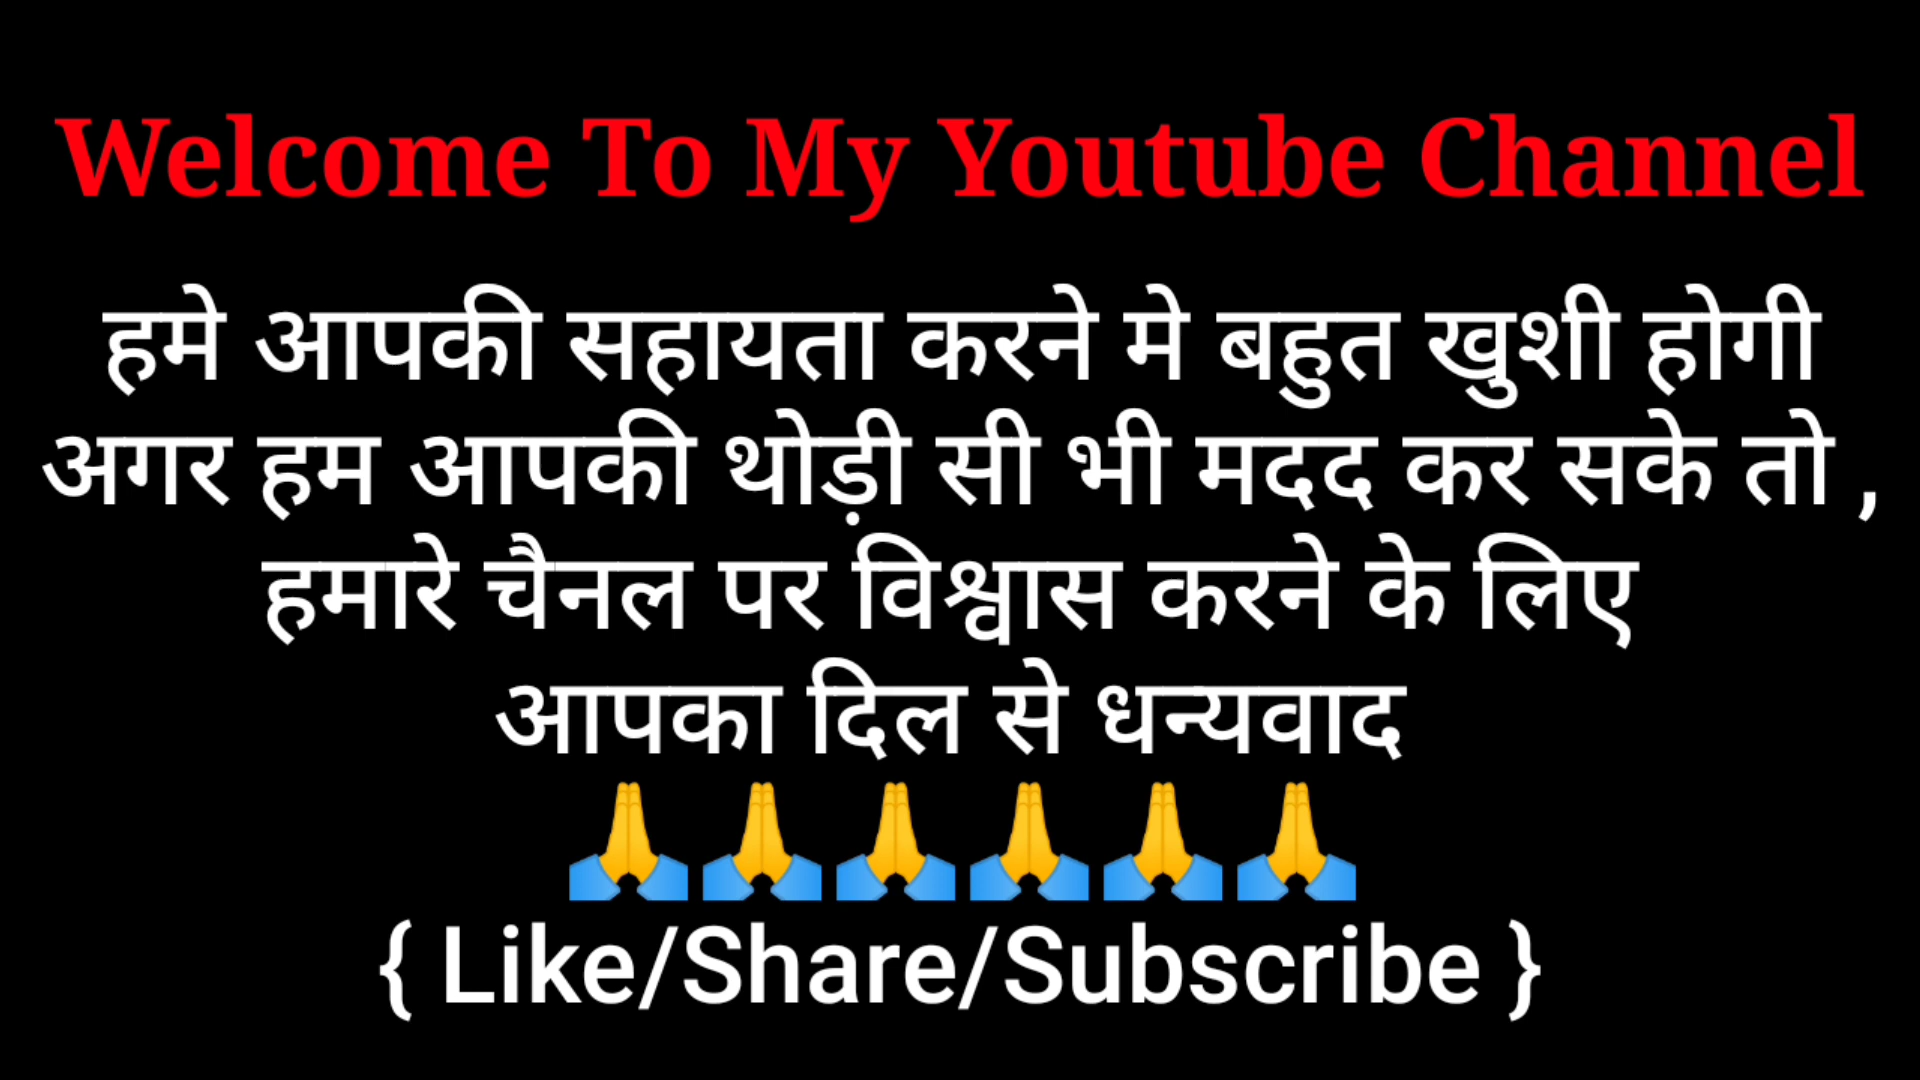 Welcome To My Youtube Channel
हमे आपकी सहायता करने मे बहुत खुशी होगी
अगर हम आपकी थोड़ी सी भी मदद कर सके तो ,
हमारे चैनल पर विश्वास करने के लिए
आपका दिल से धन्यवाद
🙏🙏🙏🙏🙏🙏
{ Like/Share/Subscribe }